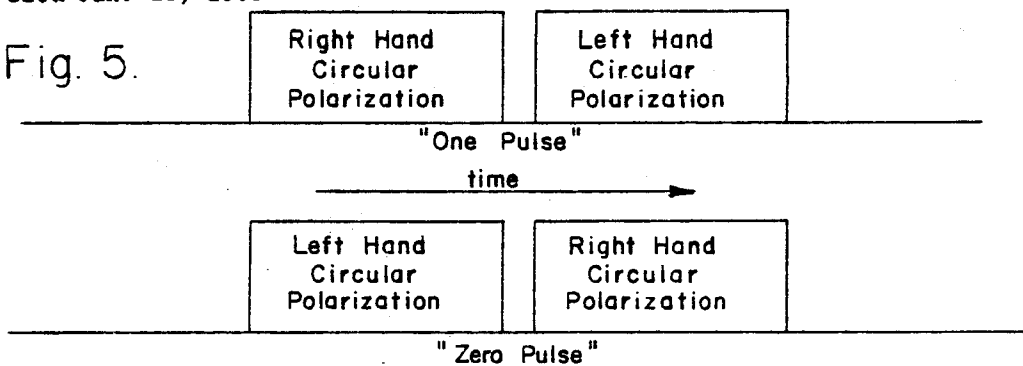 Fig. 5.
Right Hand
Circular
Polarization
Left Hand
Circular
Polarization
"One Pulse"
time
Left Hand
Circular
Polarization
Right Hand
Circular
Polarization
"Zero Pulse"